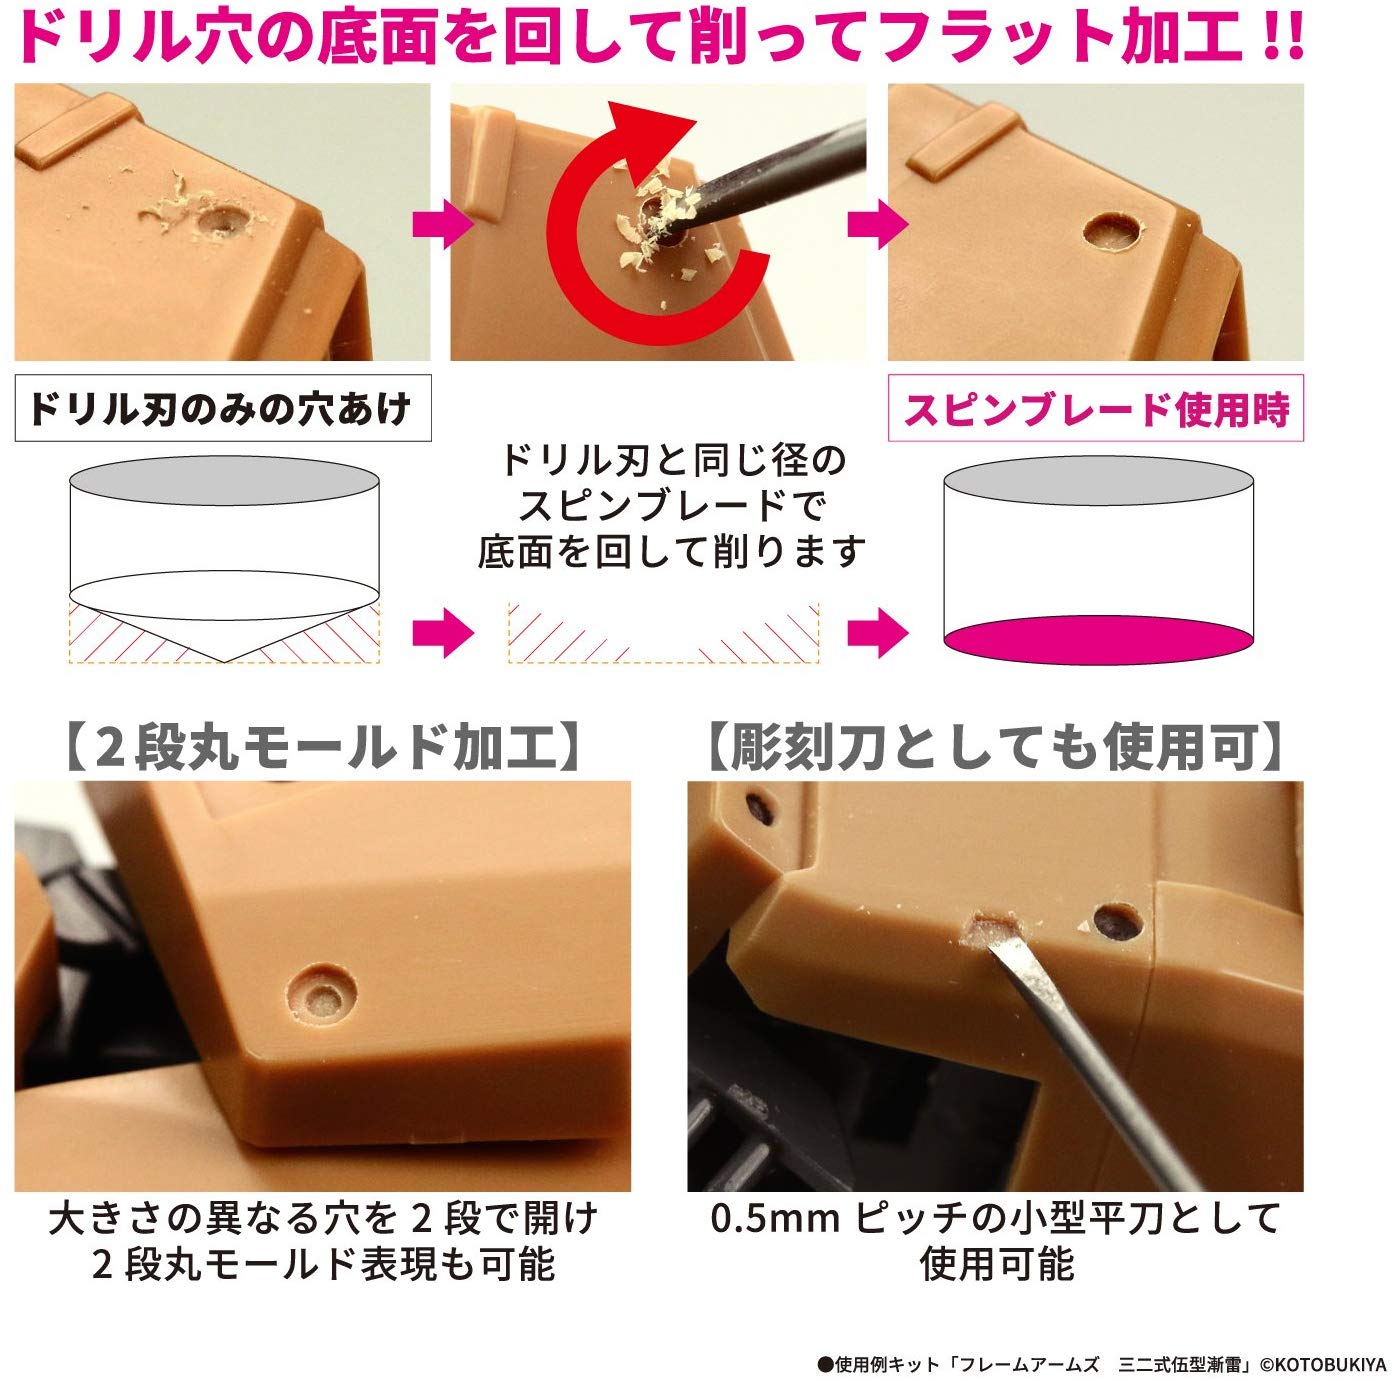 ドリル穴の底面を回して削ってフラット加工!!
ドリル刃のみの穴あけ
スピンブレード使用時
ドリル刃と同じ径の
スピンブレードで
底面を回して削ります
【2段丸モールド加工】
【彫刻刀としても使用可】
大きさの異なる穴を2段で開け
2段丸モールド表現も可能
0.5mmピッチの小型平刀として
使用可能
●使用例キット「フレームアームズ　三二式伍型漸雷」©KOTOBUKIYA